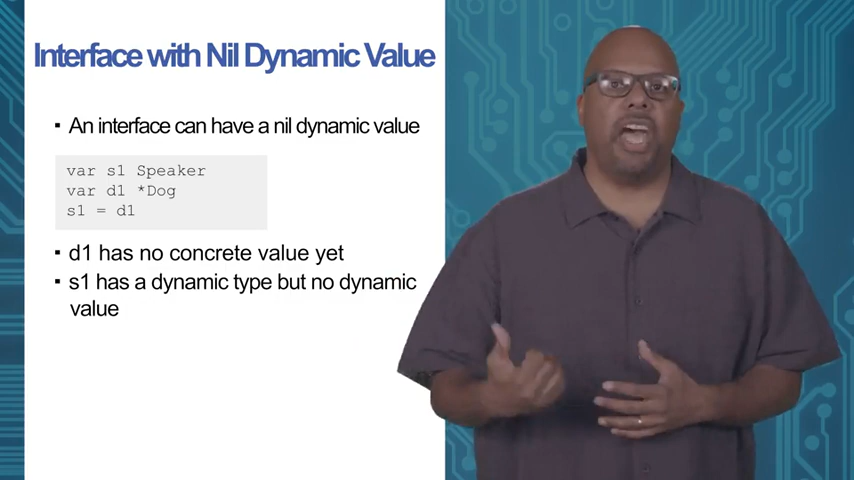 Interface with Nil Dynamic Value
▪ An interface can have a nil dynamic value
var s1 Speaker
var d1 *Dog
s1 = d1
▪ d1 has no concrete value yet
▪ s1 has a dynamic type but no dynamic
value